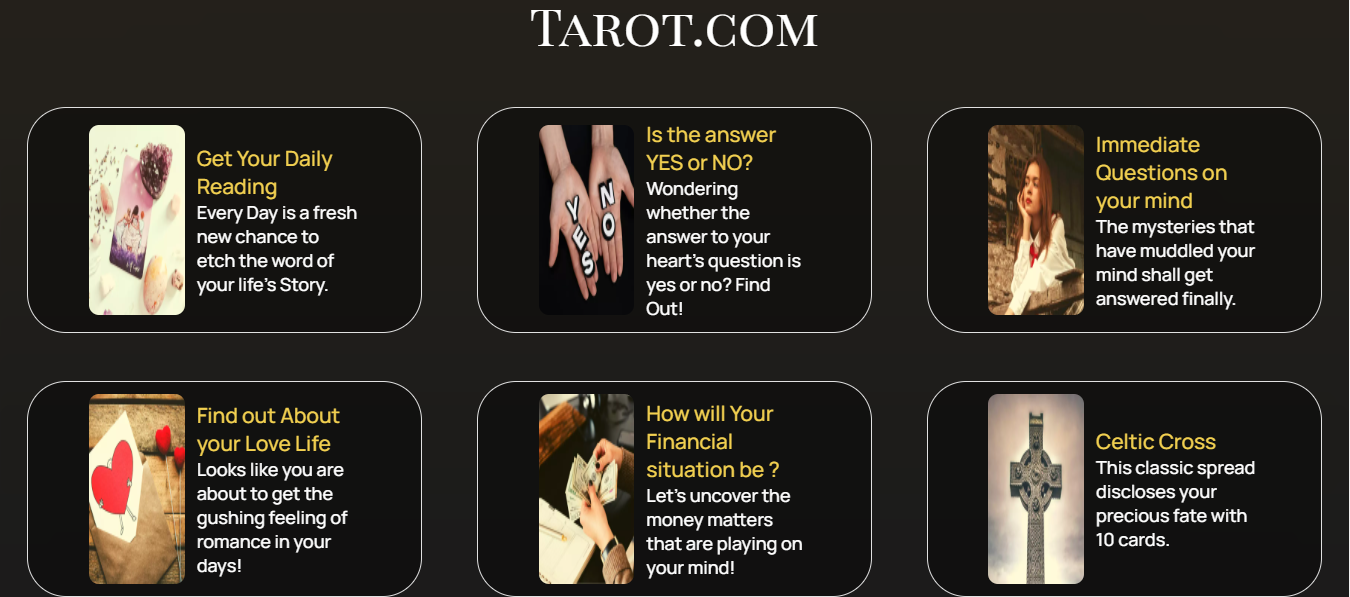 TAROT.COM
Get Your Daily
Reading
Every Day is a fresh
new chance to
etch the word of
your life's Story.
YES
NO
Is the answer
YES or NO?
Wondering
whether the
answer to your
heart's question is
yes or no? Find
Out!
Immediate
Questions on
your mind
The mysteries that
have muddled your
mind shall get
answered finally.
Find out About
your Love Life
Looks like you are
about to get the
gushing feeling of
romance in your
days!
How will Your
Financial
situation be ?
Let's uncover the
money matters
that are playing on
your mind!
Celtic Cross
This classic spread
discloses your
precious fate with
10 cards.